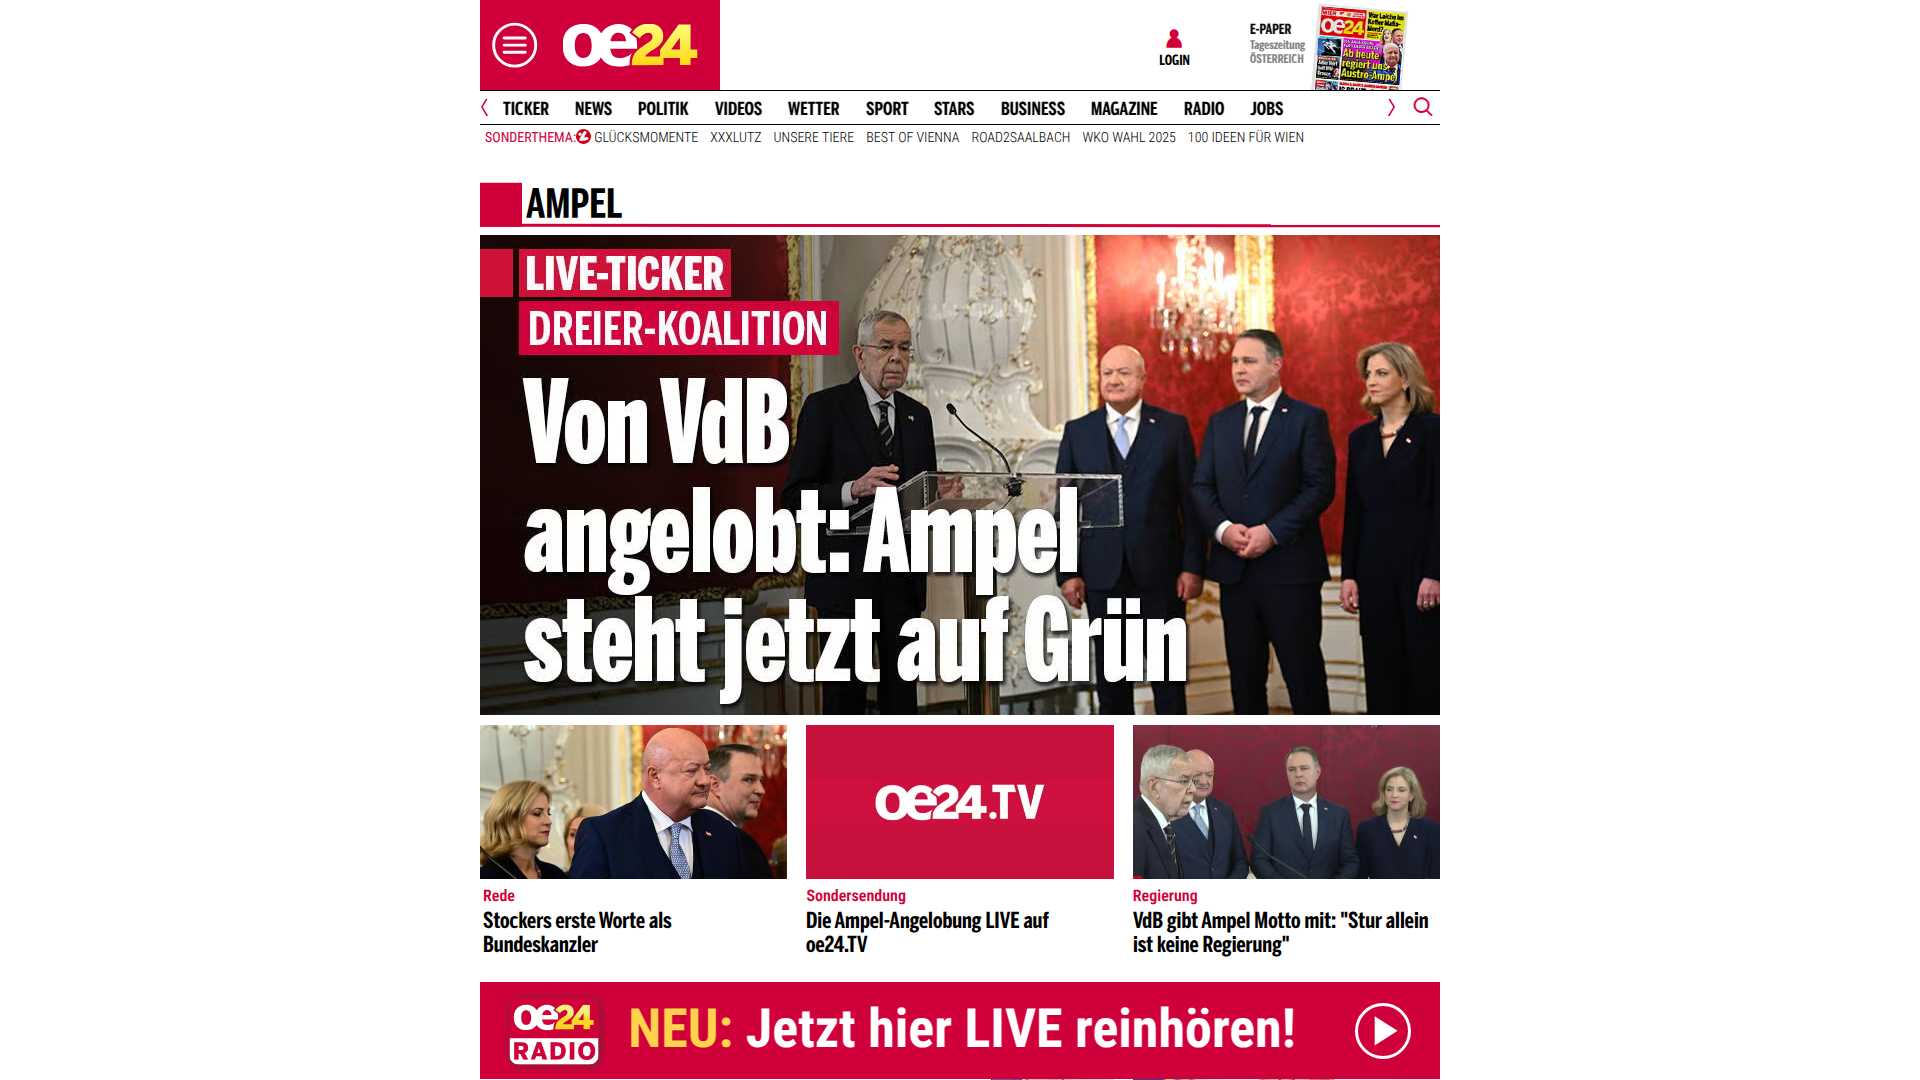 oe24
LOGIN
E-PAPER
Tageszeitung
ÖSTERREICH
oe24
Ab heute
regiert uns
Austro-Ampel
TICKER NEWS POLITIK VIDEOS WETTER SPORT STARS BUSINESS MAGAZINE RADIO JOBS
SONDERTHEMA: GLÜCKSMOMENTE XXXLUTZ UNSERE TIERE BEST OF VIENNA ROAD2SAALBACH WKO WAHL 2025 100 IDEEN FÜR WIEN
AMPEL
LIVE-TICKER
DREIER-KOALITION
Von VdB
angelobt: Ampel
steht jetzt auf Grün
oe24.TV
Rede
Stockers erste Worte als
Bundeskanzler
Sondersendung
Die Ampel-Angelobung LIVE auf
oe24.TV
Regierung
VdB gibt Ampel Motto mit: "Stur allein
ist keine Regierung"
oe24
RADIO
NEU: Jetzt hier LIVE reinhören!